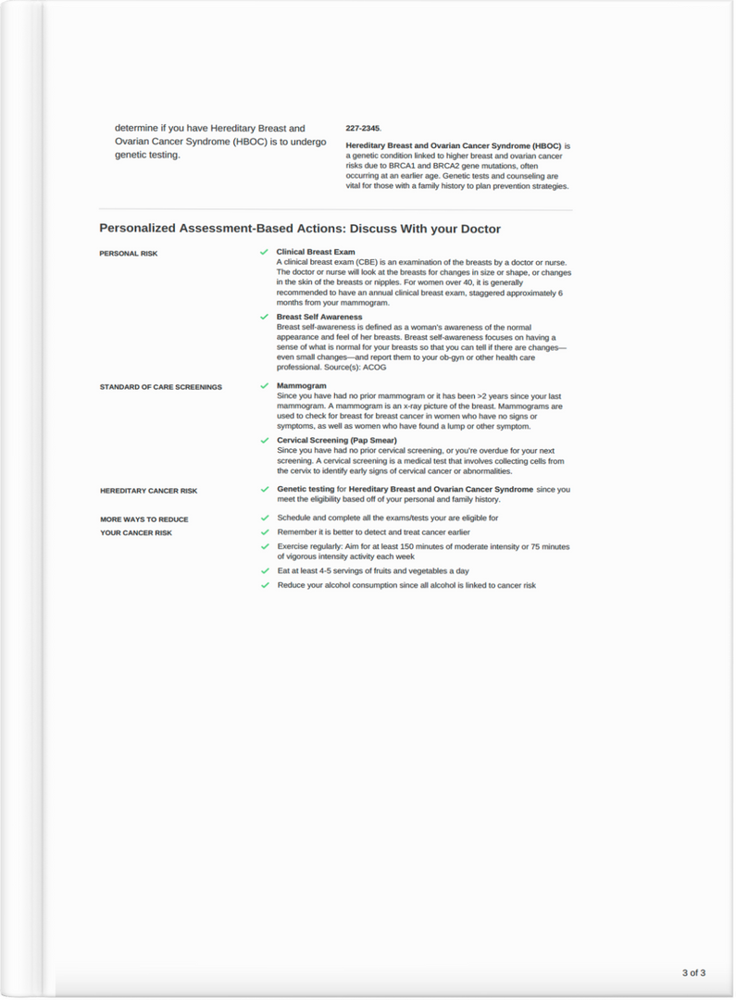 determine if you have Hereditary Breast and
Ovarian Cancer Syndrome (HBOC) is to undergo
genetic testing.
227-2345.
Hereditary Breast and Ovarian Cancer Syndrome (HBOC) is
a genetic condition linked to higher breast and ovarian cancer
risks due to BRCA1 and BRCA2 gene mutations, often
occurring at an earlier age. Genetic tests and counseling are
vital for those with a family history to plan prevention strategies.
Personalized Assessment-Based Actions: Discuss With your Doctor
PERSONAL RISK
Clinical Breast Exam
A clinical breast exam (CBE) is an examination of the breasts by a doctor or nurse.
The doctor or nurse will look at the breasts for changes in size or shape, or changes
in the skin of the breasts or nipples. For women over 40, it is generally
recommended to have an annual clinical breast exam, staggered approximately 6
months from your mammogram.
Breast Self Awareness
Breast self-awareness is defined as a woman's awareness of the normal
appearance and feel of her breasts. Breast self-awareness focuses on having a
sense of what is normal for your breasts so that you can tell if there are changes—
even small changes—and report them to your ob-gyn or other health care
professional. Source(s): ACOG
STANDARD OF CARE SCREENINGS
Mammogram
Since you have had no prior mammogram or it has been >2 years since your last
mammogram. A mammogram is an x-ray picture of the breast. Mammograms are
used to check for breast for breast cancer in women who have no signs or
symptoms, as well as women who have found a lump or other symptom.
Cervical Screening (Pap Smear)
Since you have had no prior cervical screening, or you're overdue for your next
screening. A cervical screening is a medical test that involves collecting cells from
the cervix to identify early signs of cervical cancer or abnormalities.
HEREDITARY CANCER RISK
Genetic testing for Hereditary Breast and Ovarian Cancer Syndrome since you
meet the eligibility based off of your personal and family history.
MORE WAYS TO REDUCE
YOUR CANCER RISK
Schedule and complete all the exams/tests your are eligible for
Remember it is better to detect and treat cancer earlier
Exercise regularly: Aim for at least 150 minutes of moderate intensity or 75 minutes
of vigorous intensity activity each week
Eat at least 4-5 servings of fruits and vegetables a day
Reduce your alcohol consumption since all alcohol is linked to cancer risk
3 of 3